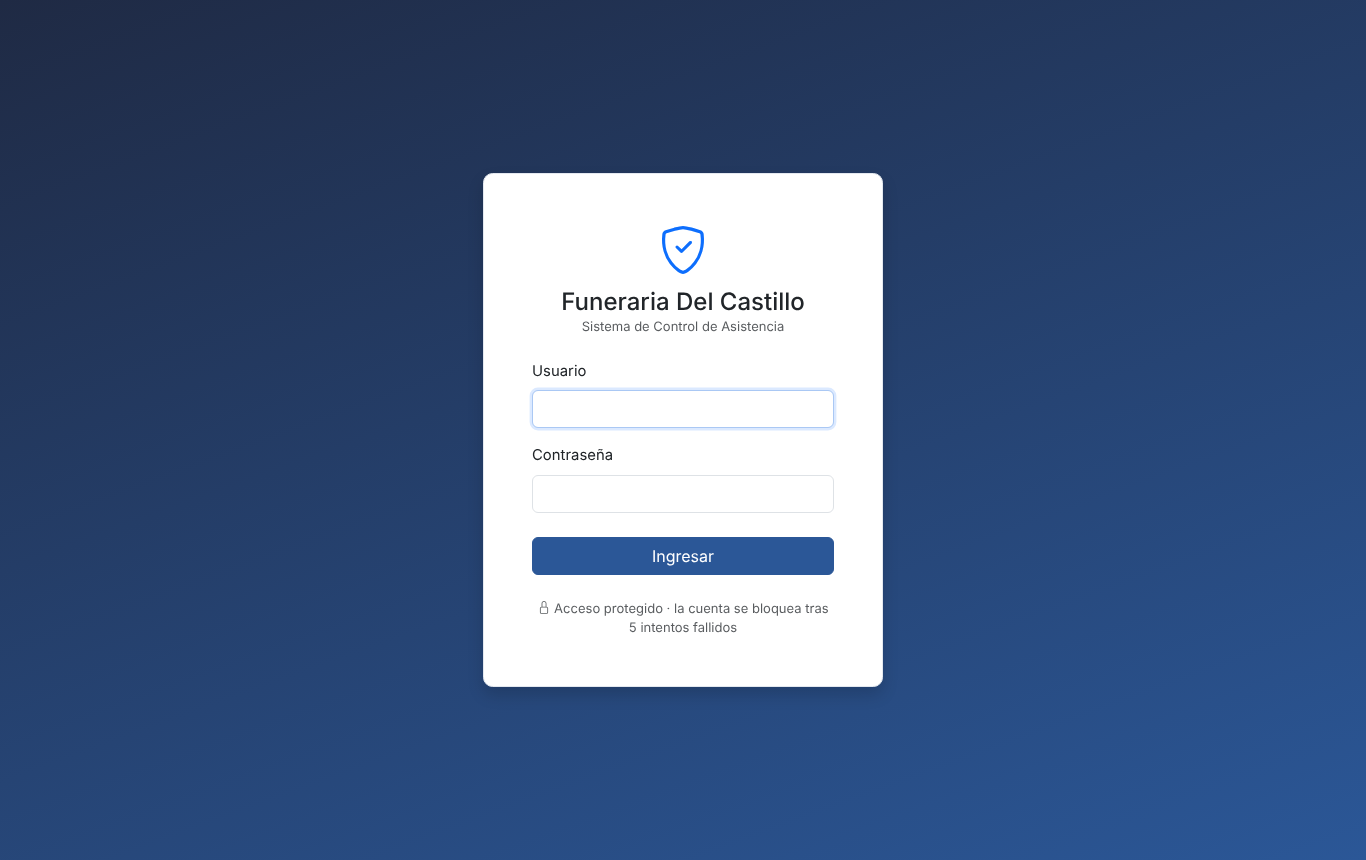 Funeraria Del Castillo
Sistema de Control de Asistencia
Usuario
Contraseña
Ingresar
Acceso protegido · la cuenta se bloquea tras
5 intentos fallidos